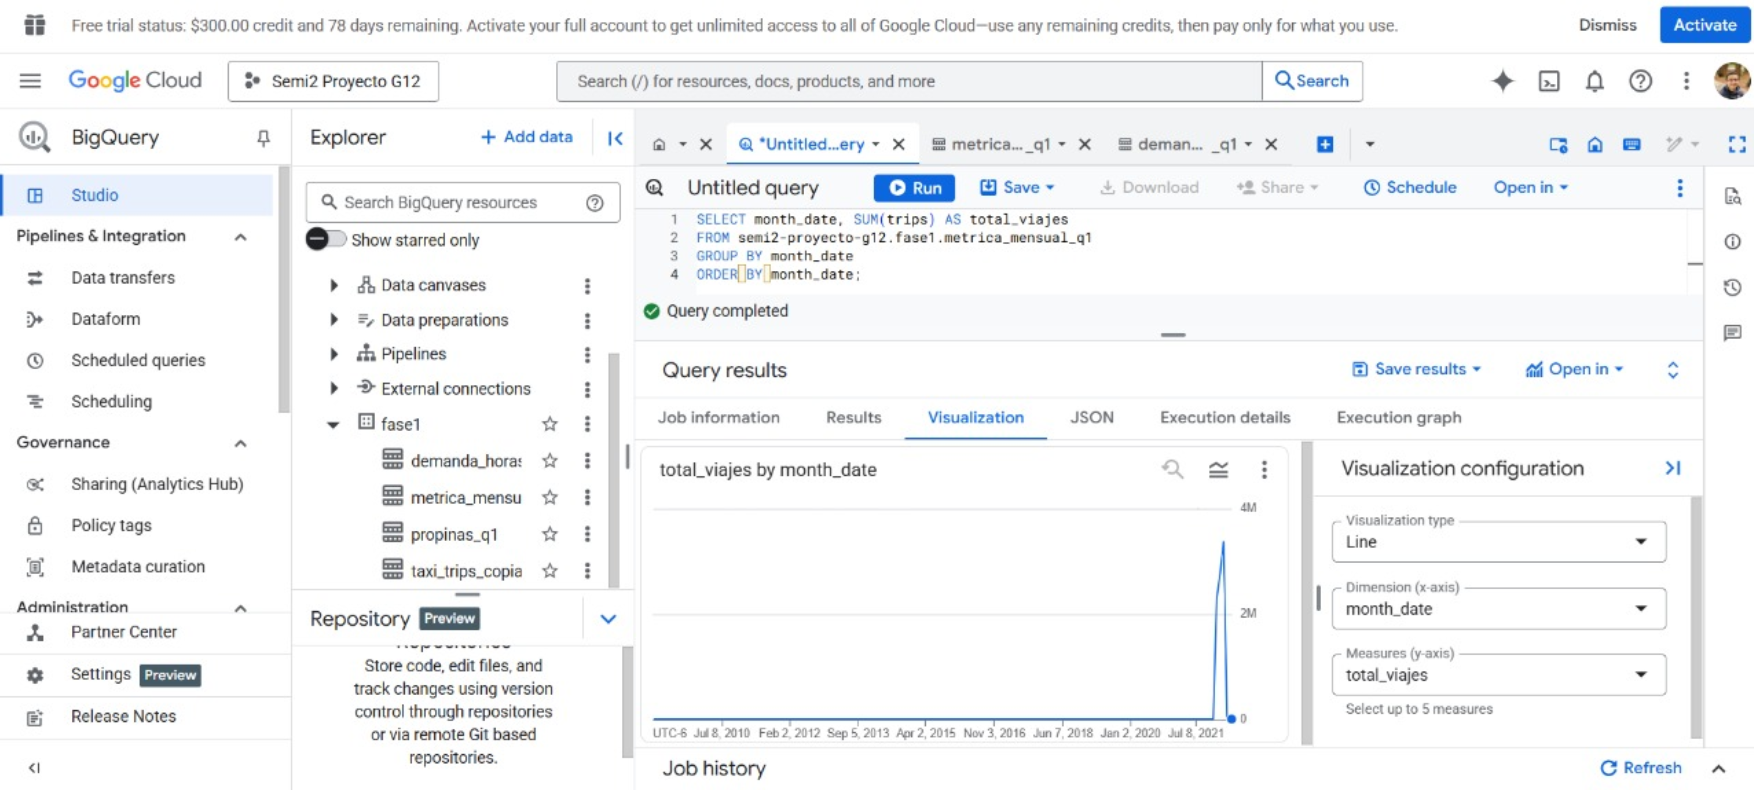 Free trial status: $300.00 credit and 78 days remaining. Activate your full account to get unlimited access to all of Google Cloud—use any remaining credits, then pay only for what you use.
Dismiss
Activate
Google Cloud
Semi2 Proyecto G12
Search (/) for resources, docs, products, and more
Search
BigQuery
Studio
Pipelines & Integration
Data transfers
Dataform
Scheduled queries
Scheduling
Governance
Sharing (Analytics Hub)
Policy tags
Metadata curation
Administration
Partner Center
Settings Preview
Release Notes
Explorer
+ Add data
Search BigQuery resources
Show starred only
Data canvases
Data preparations
Pipelines
External connections
fase1
demanda_horas
metrica_mensu
propinas_q1
taxi_trips_copia
Repository Preview
Store code, edit files, and
track changes using version
control through repositories
or via remote Git based
repositories.
*Untitled...ery
metrica..._q1
deman... _q1
Untitled query
Run
Save
Download
Share
Schedule
Open in
1 SELECT month_date, SUM(trips) AS total_viajes
2 FROM semi2-proyecto-g12.fase1.metrica_mensual_q1
3 GROUP BY month_date
4 ORDER BY month_date;
Query completed
Query results
Save results
Open in
Job information
Results
Visualization
JSON
Execution details
Execution graph
total_viajes by month_date
4M
2M
0
UTC-6 Jul 8, 2010 Feb 2, 2012 Sep 5, 2013 Apr 2, 2015 Nov 3, 2016 Jun 7, 2018 Jan 2, 2020 Jul 8, 2021
Visualization configuration
Visualization type
Line
Dimension (x-axis)
month_date
Measures (y-axis)
total_viajes
Select up to 5 measures
Job history
Refresh